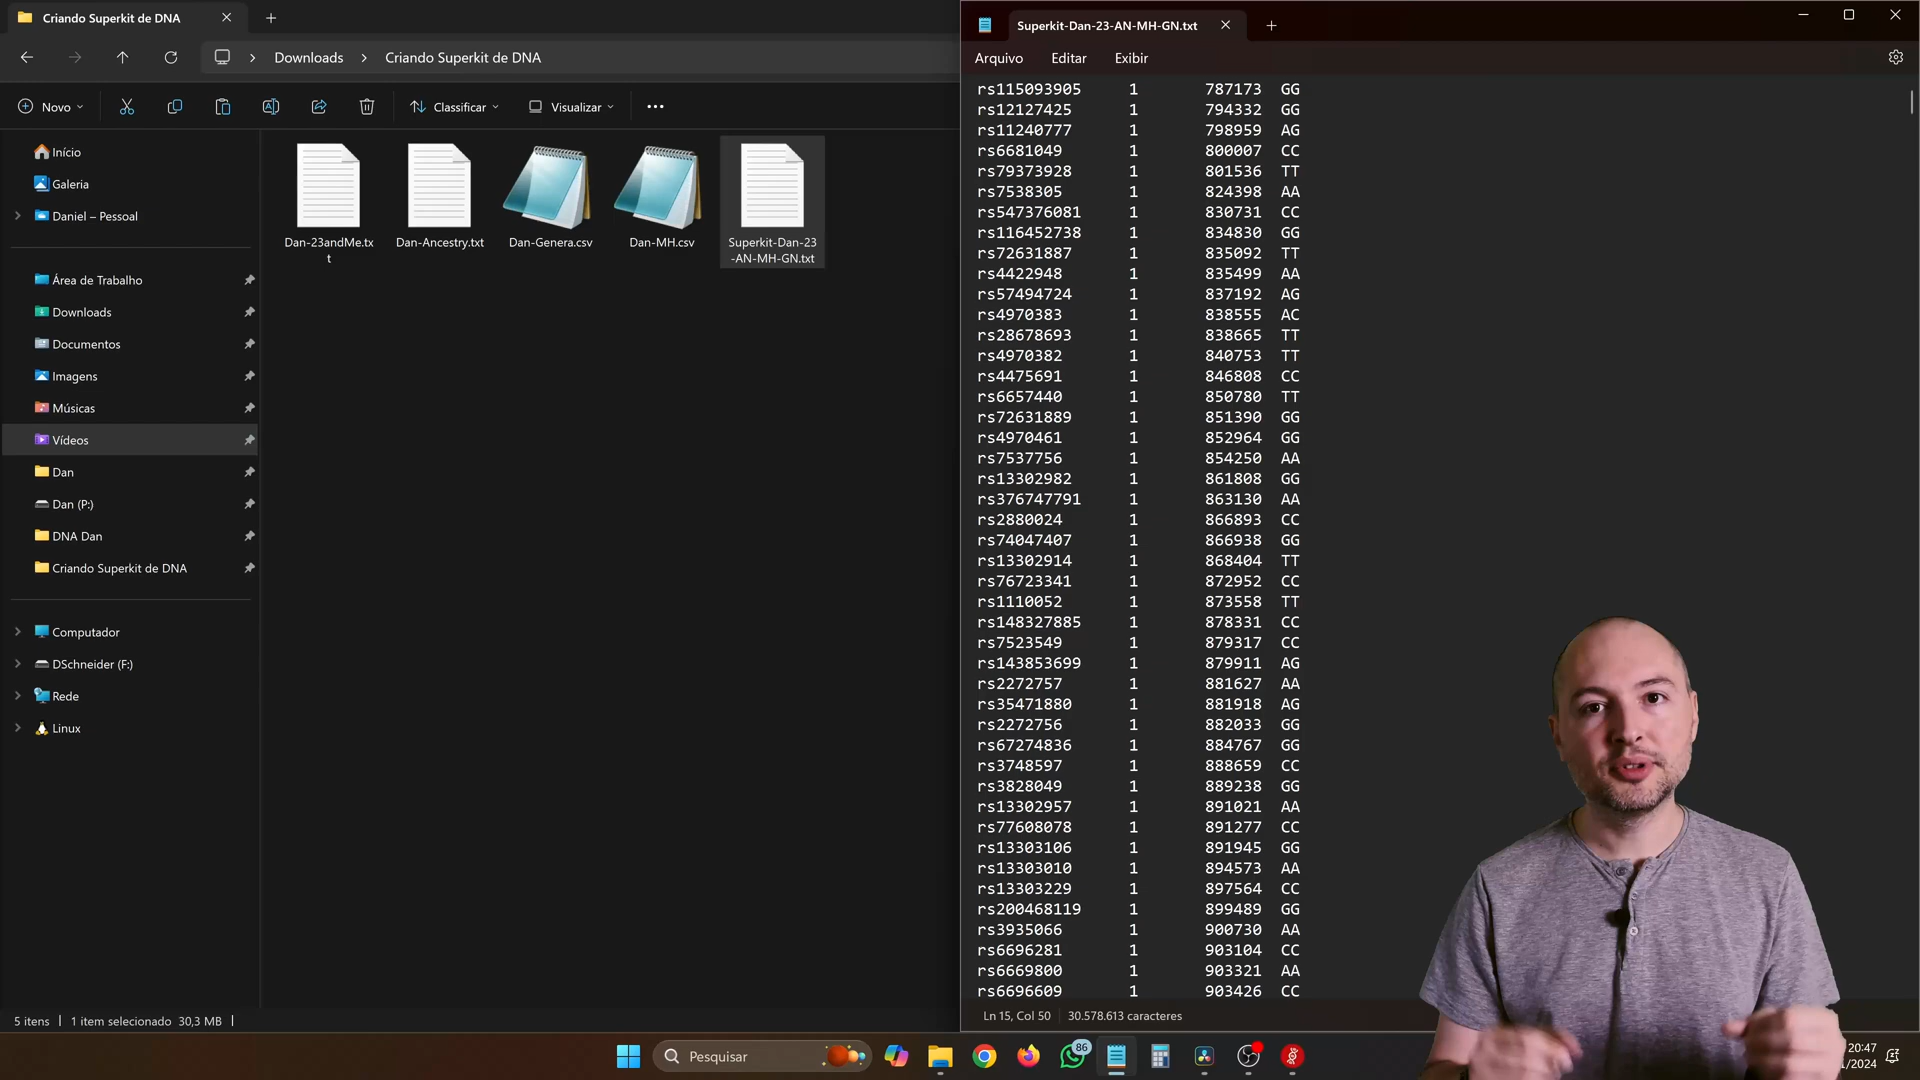 Criando Superkit de DNA
Downloads
Criando Superkit de DNA
Novo
Classificar
Visualizar
Início
Galeria
Daniel – Pessoal
Área de Trabalho
Downloads
Documentos
Imagens
Músicas
Vídeos
Dan
Dan (P:)
DNA Dan
Criando Superkit de DNA
Computador
DSchneider (F:)
Rede
Linux
Dan-23andMe.tx
t
Dan-Ancestry.txt
Dan-Genera.csv
Dan-MH.csv
Superkit-Dan-23
-AN-MH-GN.txt
5 itens
1 item selecionado 30,3 MB
Superkit-Dan-23-AN-MH-GN.txt
Arquivo Editar Exibir
rs115093905 1 787173 GG
rs12127425 1 794332 GG
rs11240777 1 798959 AG
rs6681049 1 800007 CC
rs79373928 1 801536 TT
rs7538305 1 824398 AA
rs547376081 1 830731 CC
rs116452738 1 834830 GG
rs72631887 1 835092 TT
rs4422948 1 835499 AA
rs57494724 1 837192 AG
rs4970383 1 838555 AC
rs28678693 1 838665 TT
rs4970382 1 840753 TT
rs4475691 1 846808 CC
rs6657440 1 850780 TT
rs72631889 1 851390 GG
rs4970461 1 852964 GG
rs7537756 1 854250 AA
rs13302982 1 861808 GG
rs376747791 1 863130 AA
rs2880024 1 866893 CC
rs74047407 1 866938 GG
rs13302914 1 868404 TT
rs76723341 1 872952 CC
rs1110052 1 873558 TT
rs148327885 1 878331 CC
rs7523549 1 879317 CC
rs143853699 1 879911 AG
rs2272757 1 881627 AA
rs35471880 1 881918 AG
rs2272756 1 882033 GG
rs67274836 1 884767 GG
rs3748597 1 888659 CC
rs3828049 1 889238 GG
rs13302957 1 891021 AA
rs77608078 1 891277 CC
rs13303106 1 891945 GG
rs13303010 1 894573 AA
rs13303229 1 897564 CC
rs200468119 1 899489 GG
rs3935066 1 900730 AA
rs6696281 1 903104 CC
rs6669800 1 903321 AA
rs6696609 1 903426 CC
Ln 15, Col 50
30.578.613 caracteres
Pesquisar
86
20:47
/2024